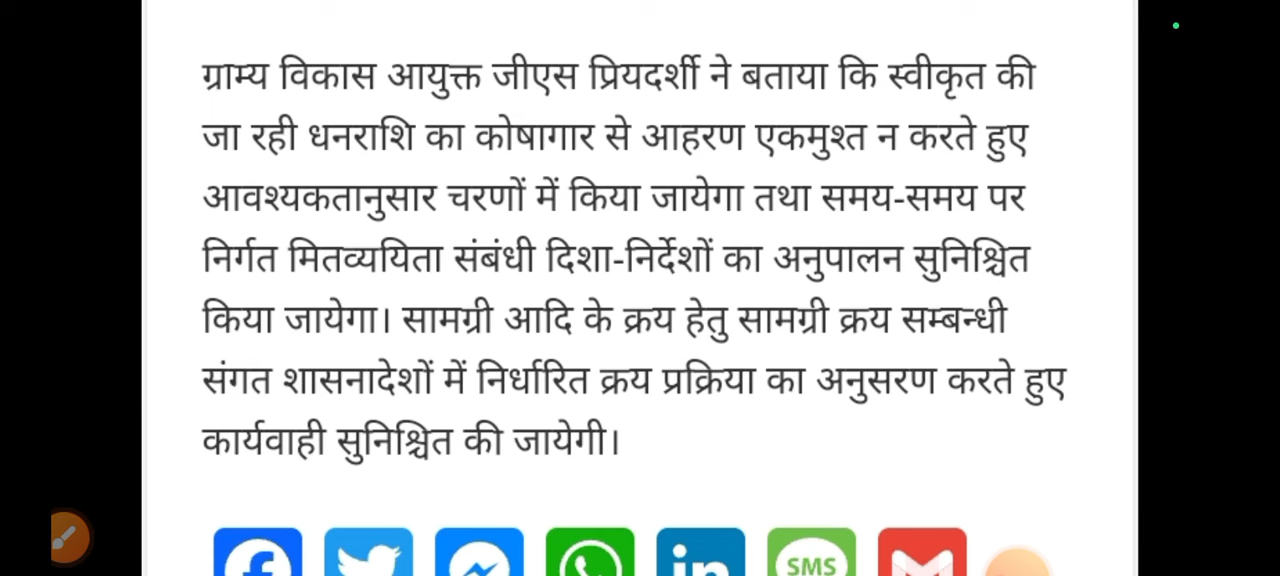 ग्राम्य विकास आयुक्त जीएस प्रियदर्शी ने बताया कि स्वीकृत की
जा रही धनराशि का कोषागार से आहरण एकमुश्त न करते हुए
आवश्यकतानुसार चरणों में किया जायेगा तथा समय-समय पर
निर्गत मितव्ययिता संबंधी दिशा-निर्देशों का अनुपालन सुनिश्चित
किया जायेगा। सामग्री आदि के क्रय हेतु सामग्री क्रय सम्बन्धी
संगत शासनादेशों में निर्धारित क्रय प्रक्रिया का अनुसरण करते हुए
कार्यवाही सुनिश्चित की जायेगी।
SMS